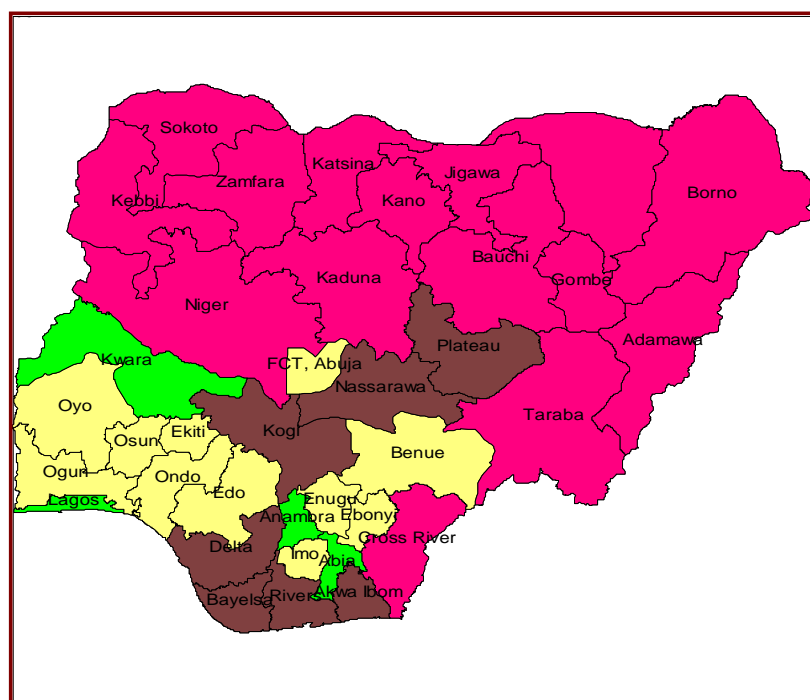 Sokoto
Katsina
Jigawa
Zamfara
Kebbi
Kano
Borno
Bauchi
Kaduna
Gombe
Niger
Adamawa
Plateau
Kwara
FCT, Abuja
Nassarawa
Oyo
Taraba
Kogi
Ekiti
Osun
Benue
Ogun
Ondo
Edo
Lagos
Enugu
Anambra
Ebonyi
Cross River
Delta
Imo
Abia
Bayelsa
Rivers
Akwa Ibom